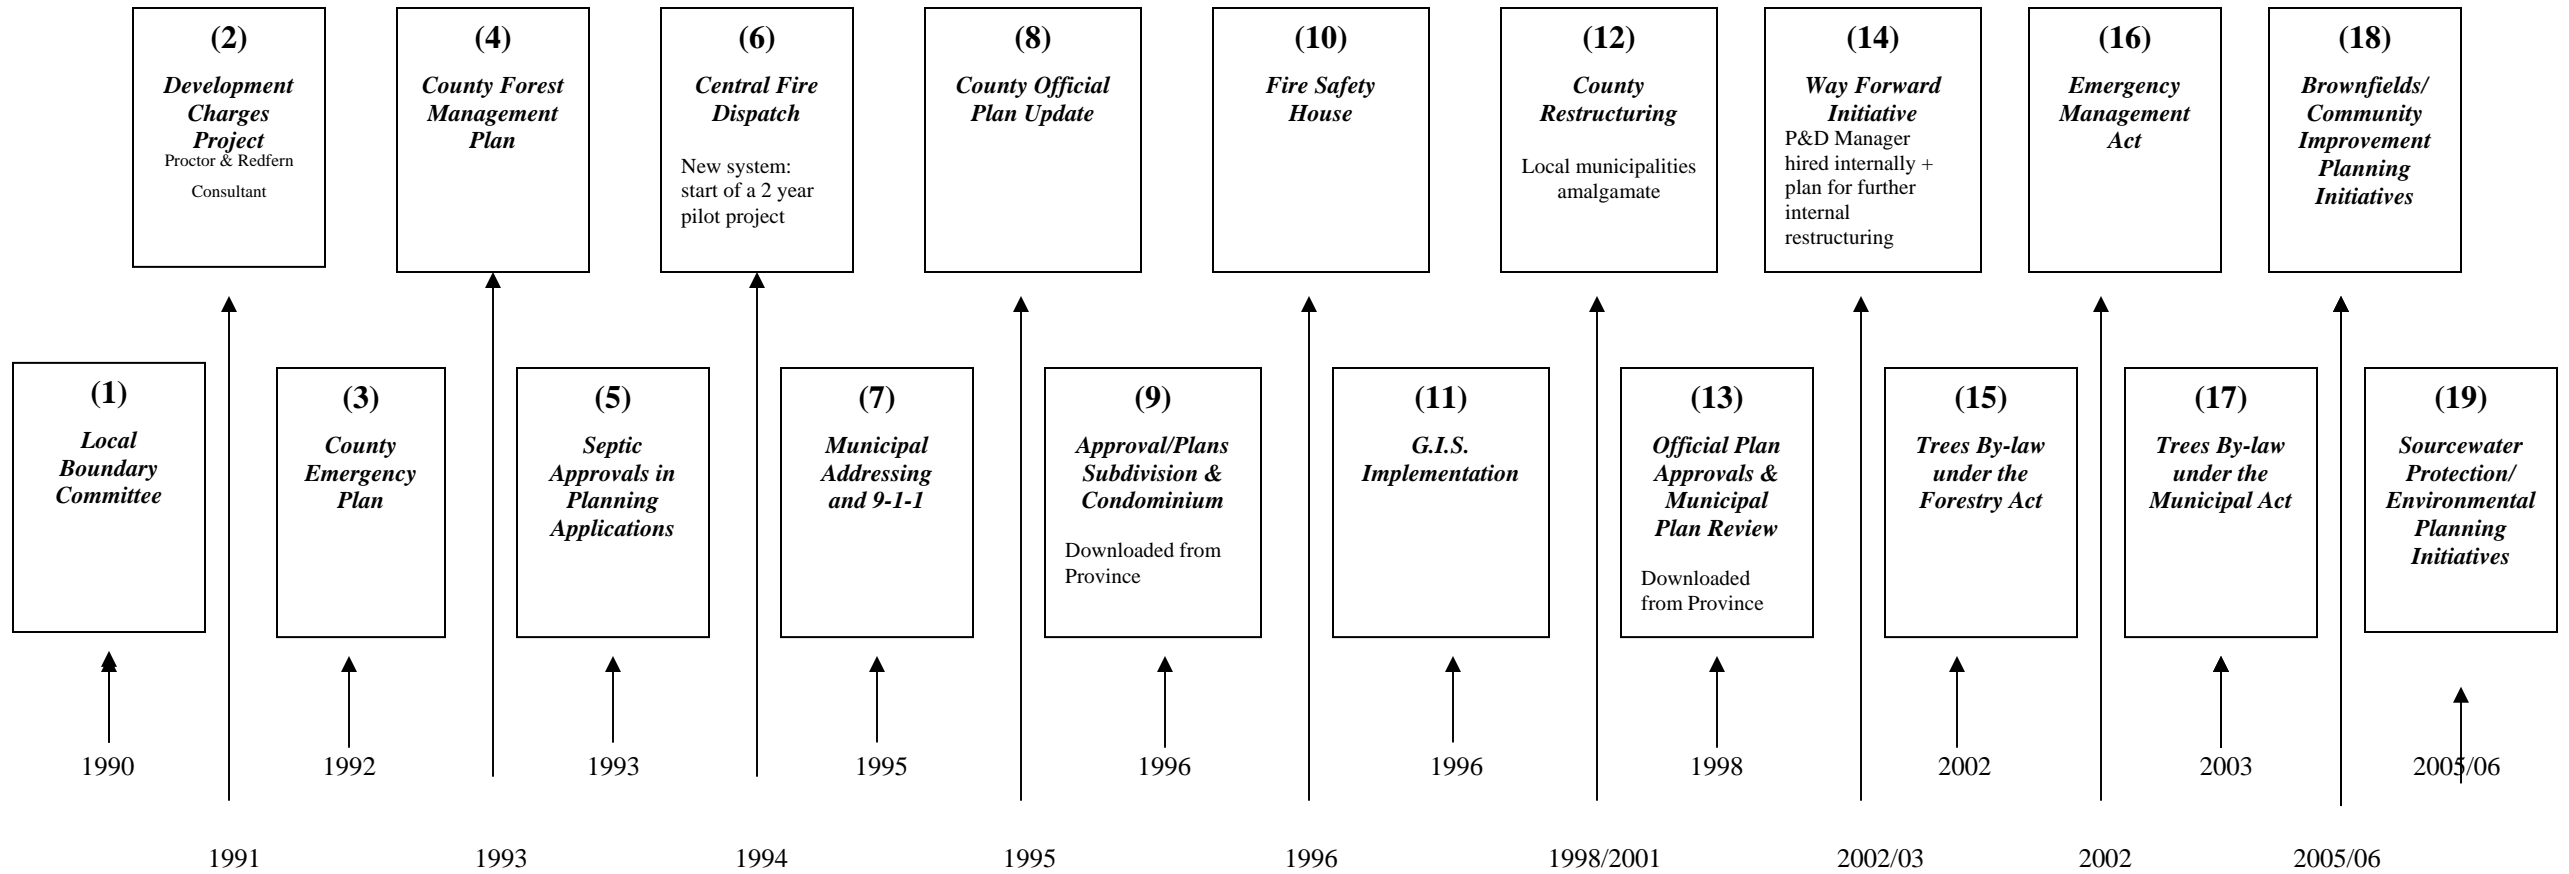 (2)
Development
Charges
Project
Proctor & Redfern
Consultant
(4)
County Forest
Management
Plan
(6)
Central Fire
Dispatch
New system:
start of a 2 year
pilot project
(8)
County Official
Plan Update
(10)
Fire Safety
House
(12)
County
Restructuring
Local municipalities
amalgamate
(14)
Way Forward
Initiative
P&D Manager
hired internally +
plan for further
internal
restructuring
(16)
Emergency
Management
Act
(18)
Brownfields/
Community
Improvement
Planning
Initiatives
(1)
Local
Boundary
Committee
(3)
County
Emergency
Plan
(5)
Septic
Approvals in
Planning
Applications
(7)
Municipal
Addressing
and 9-1-1
(9)
Approval/Plans
Subdivision &
Condominium
Downloaded from
Province
(11)
G.I.S.
Implementation
(13)
Official Plan
Approvals &
Municipal
Plan Review
Downloaded
from Province
(15)
Trees By-law
under the
Forestry Act
(17)
Trees By-law
under the
Municipal Act
(19)
Sourcewater
Protection/
Environmental
Planning
Initiatives
1990
1992
1993
1995
1996
1996
1998
2002
2003
2005/06
1991
1993
1994
1995
1996
1998/2001
2002/03
2002
2005/06